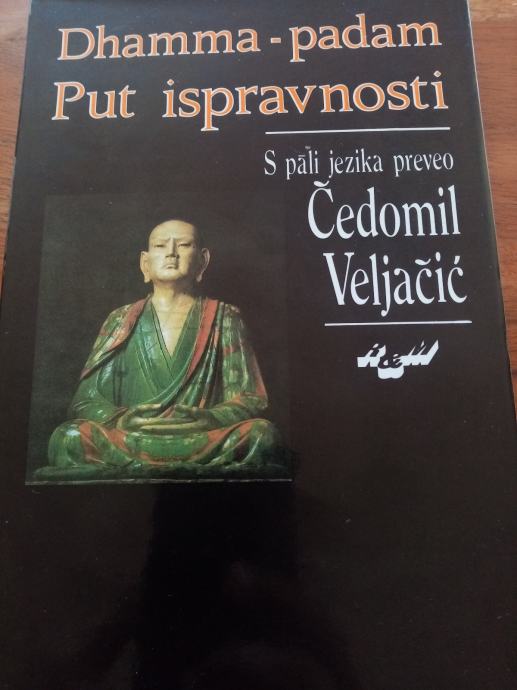 Dhamma - padam
Put ispravnosti
S pāli jezika preveo
Čedomil
Veljačić